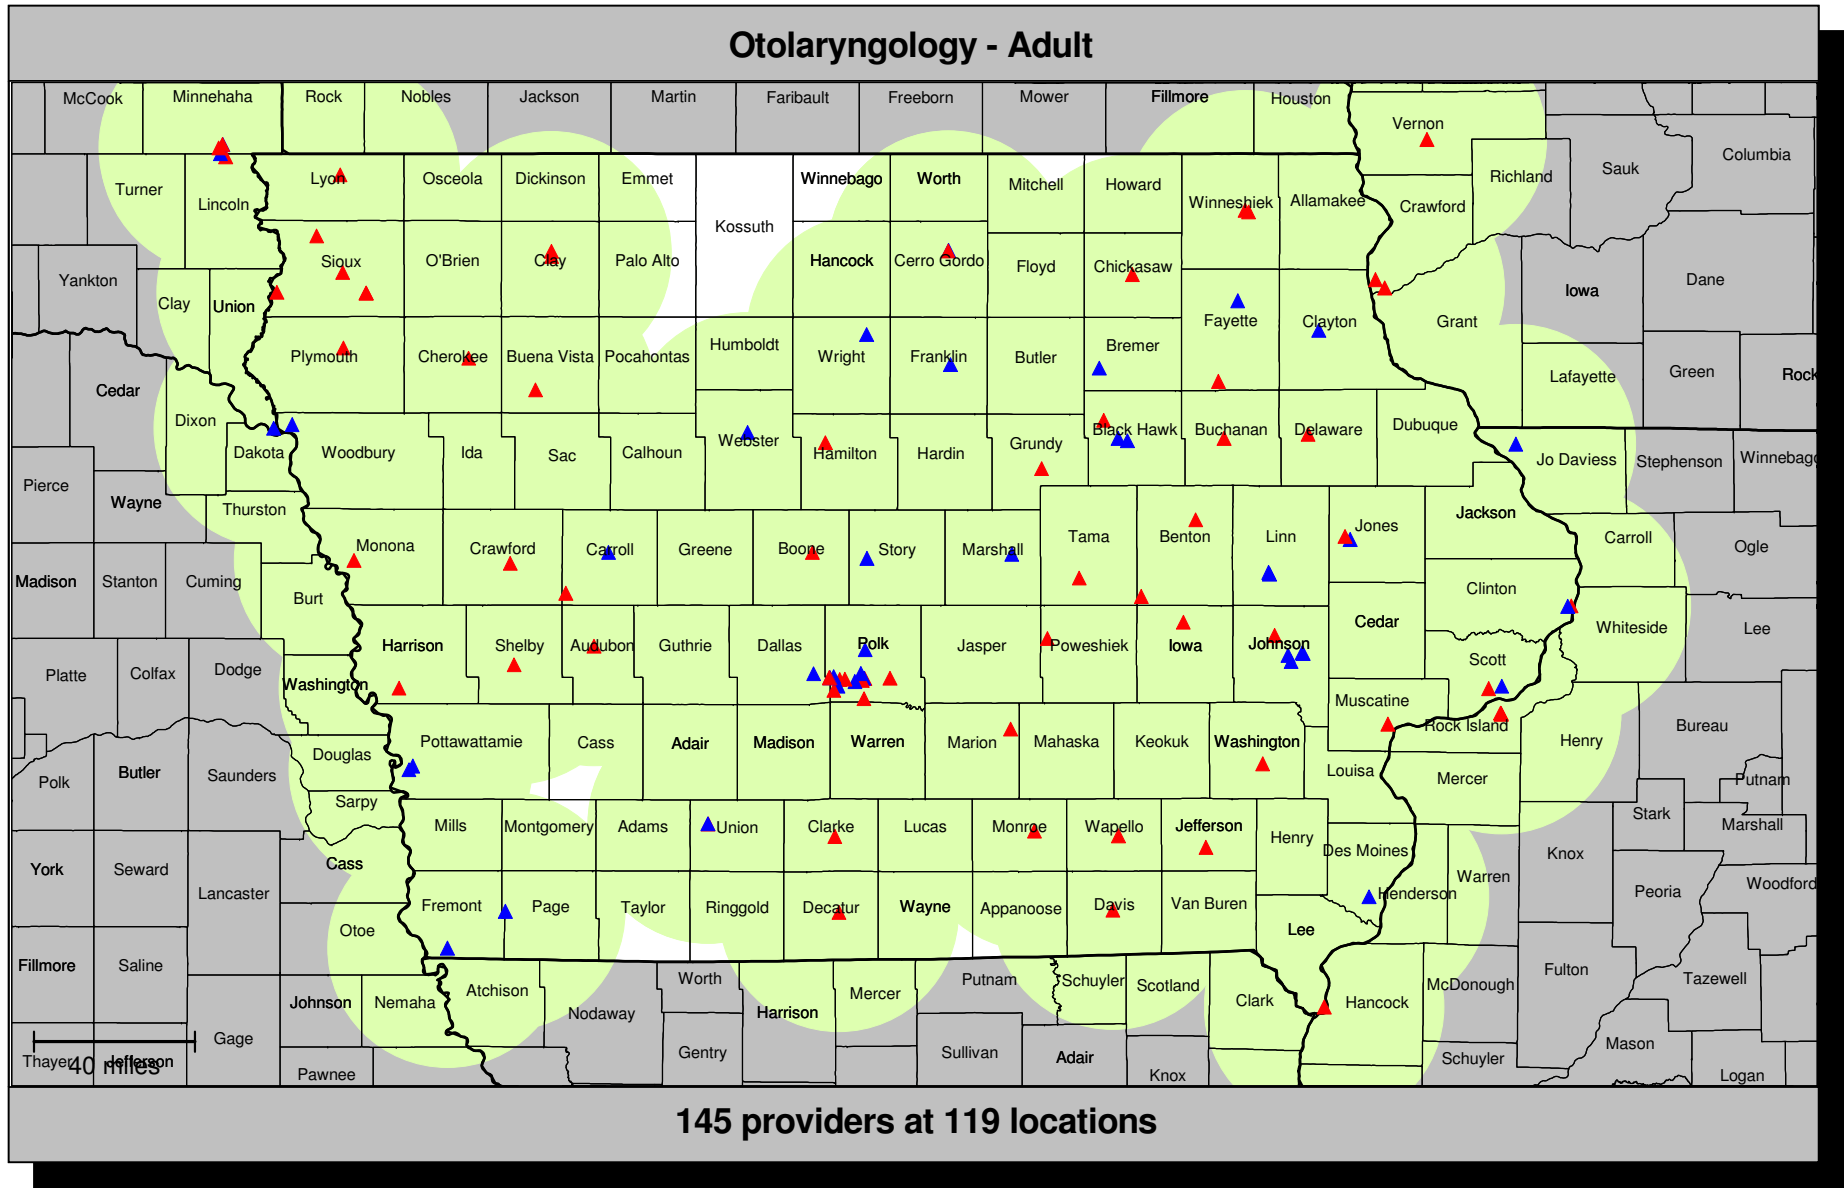 Otolaryngology - Adult
McCook Minnehaha Rock Nobles Jackson Martin Faribault Freeborn Mower Fillmore Houston
Vernon
Columbia
Sauk
Richland
Turner Lyon Osceola Dickinson Emmet Winnebago Worth Mitchell Howard
Lincoln Winneshiek Allamakee Crawford
Kossuth
Yankton Sioux O'Brien Clay Palo Alto Hancock Cerro Gordo Floyd Chickasaw Iowa Dane
Clay Union
Fayette Clayton Grant
Plymouth Cherokee Buena Vista Pocahontas Humboldt Wright Franklin Butler Bremer
Cedar Lafayette Green Rock
Dixon Dubuque
Webster Black Hawk Buchanan Delaware
Dakota Woodbury Ida Sac Calhoun Hamilton Hardin Grundy Jo Daviess Stephenson Winnebago
Pierce
Wayne Thurston Jackson
Monona Crawford Carroll Greene Boone Story Marshall Tama Benton Linn Jones Carroll Ogle
Madison Stanton Cuming
Burt Clinton
Cedar Whiteside Lee
Harrison Shelby Audubon Guthrie Dallas Polk Jasper Poweshiek Iowa Johnson
Platte Colfax Dodge Scott
Washington
Muscatine
Rock Island Bureau
Pottawattamie Cass Adair Madison Warren Marion Mahaska Keokuk Washington Henry
Douglas
Polk Butler Saunders Louisa Mercer Putnam
Sarpy
Mills Montgomery Adams Union Clarke Lucas Monroe Wapello Jefferson Henry Stark Marshall
Des Moines Knox
York Seward Cass Warren
Lancaster Henderson Peoria Woodford
Fremont Page Taylor Ringgold Decatur Wayne Appanoose Davis Van Buren
Otoe Lee
Fillmore Saline Fulton
Worth Putnam Schuyler Scotland McDonough Tazewell
Johnson Nemaha Atchison Mercer Clark Hancock
Nodaway Harrison
Gage Mason
Thayer Jefferson Gentry Sullivan Adair Schuyler
40 miles
Pawnee Knox Logan
145 providers at 119 locations